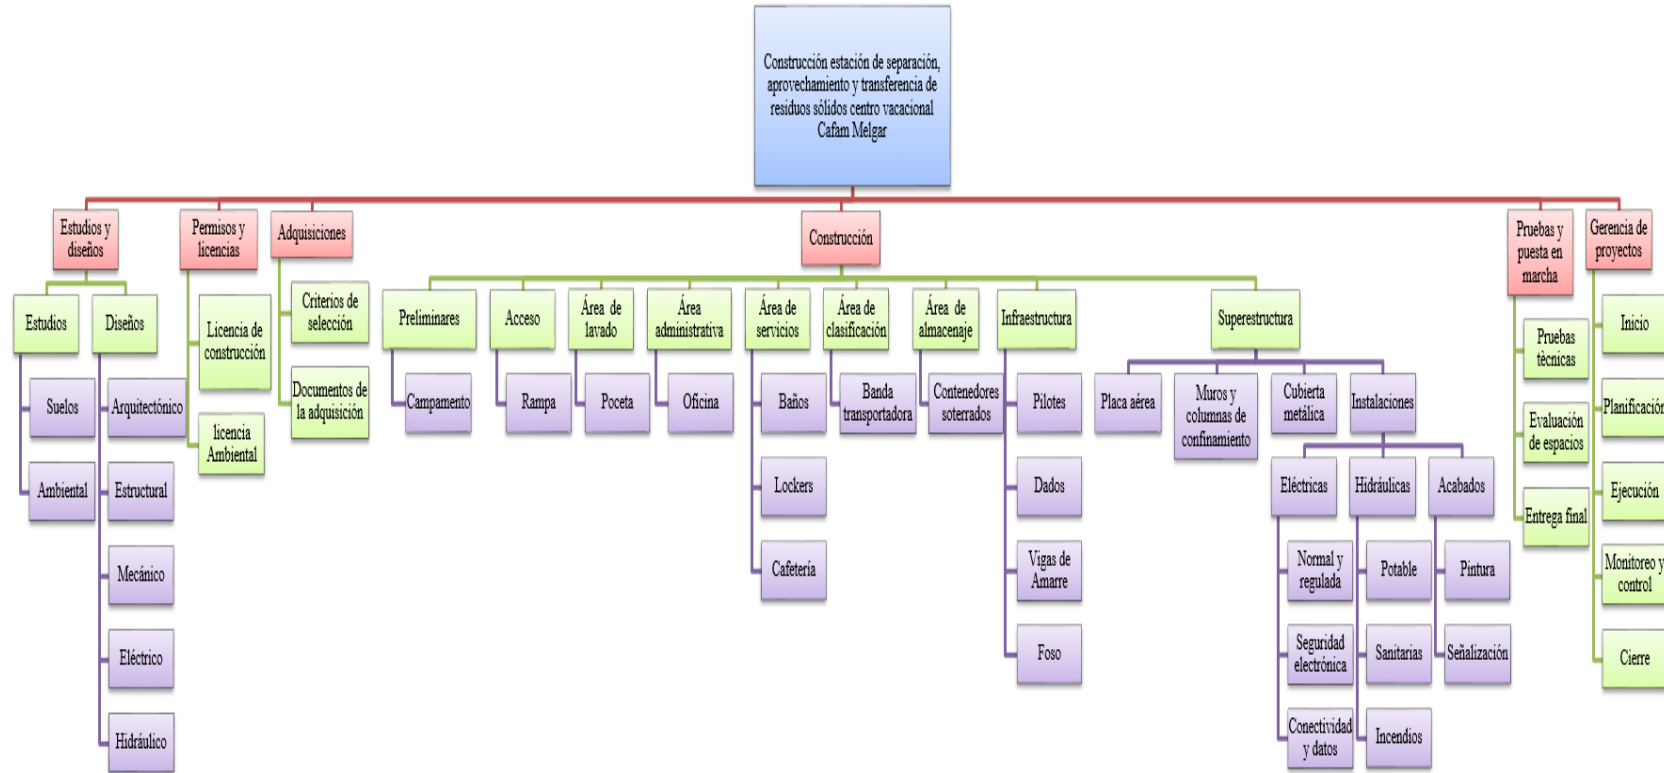 Construcción estación de separación,
aprovechamiento y transferencia de
residuos sólidos centro vacacional
Cafam Melgar
Estudios y
diseños
Permisos y
licencias
Adquisiciones
Construcción
Pruebas y
puesta en
marcha
Gerencia de
proyectos
Estudios
Diseños
Suelos
Ambiental
Arquitectónico
Estructural
Mecánico
Eléctrico
Hidráulico
Licencia de
construcción
licencia
Ambiental
Criterios de
selección
Documentos de
la adquisición
Preliminares
Campamento
Acceso
Rampa
Área de
lavado
Poceta
Área
administrativa
Oficina
Área de
servicios
Baños
Lockers
Cafetería
Área de
clasificación
Banda
transportadora
Área de
almacenaje
Contenedores
soterrados
Infraestructura
Pilotes
Dados
Vigas de
Amarre
Foso
Superestructura
Placa aérea
Muros y
columnas de
confinamiento
Cubierta
metálica
Instalaciones
Eléctricas
Normal y
regulada
Seguridad
electrónica
Conectividad
y datos
Hidráulicas
Potable
Sanitarias
Incendios
Acabados
Pintura
Señalización
Pruebas
tècnicas
Evaluación
de espacios
Entrega final
Inicio
Planificación
Ejecución
Monitoreo y
control
Cierre